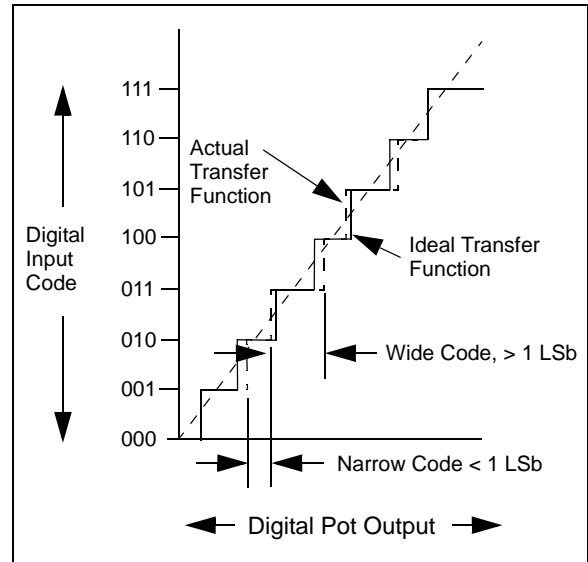 111
110
Actual
Transfer
Function
101
Digital
Input
Code
100
Ideal Transfer
Function
011
010
Wide Code, > 1 LSb
001
000
Narrow Code < 1 LSb
Digital Pot Output